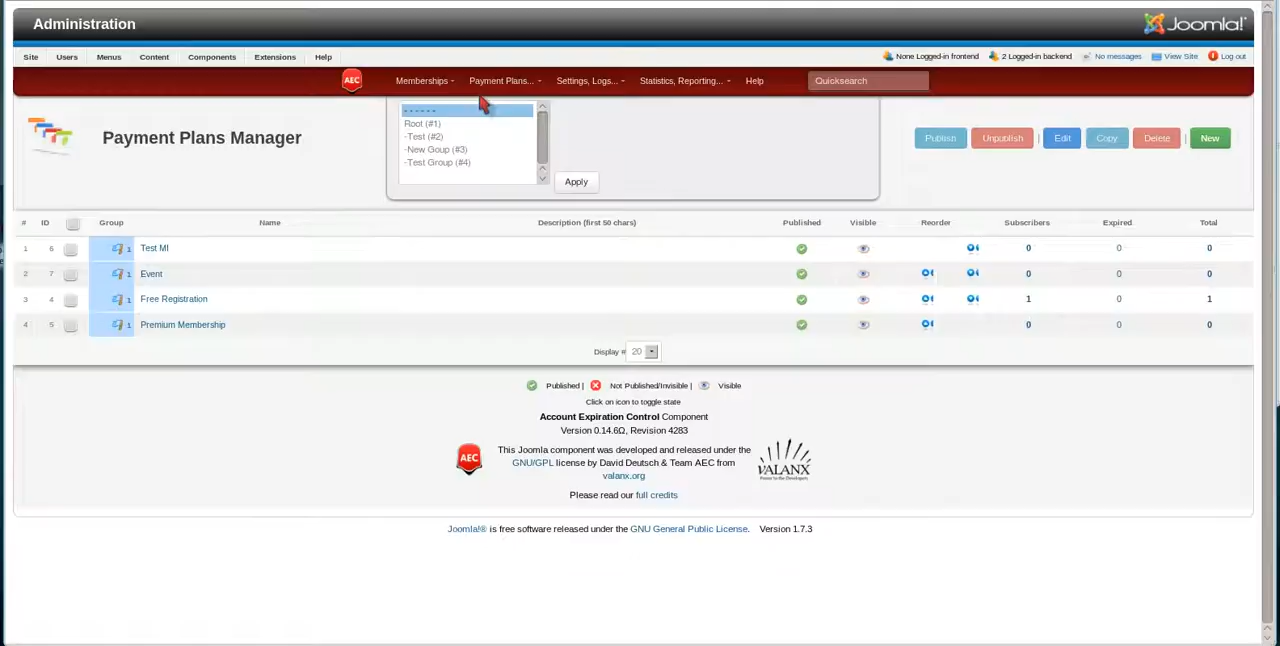 Administration
Joomla!
Site Users Menus Content Components Extensions Help
None Logged-in frontend 2 Logged-in backend No messages View Site Log out
AEC Memberships Payment Plans... Settings, Logs... Statistics, Reporting... Help Quicksearch
- - - - - -
Root (#1)
-Test (#2)
-New Goup (#3)
-Test Group (#4)
Apply
Payment Plans Manager
Publish Unpublish | Edit Copy Delete | New
# ID Group Name Description (first 50 chars) Published Visible Reorder Subscribers Expired Total
1 6 1 Test MI 0 0 0
2 7 1 Event 0 0 0
3 4 1 Free Registration 1 0 1
4 5 1 Premium Membership 0 0 0
Display # 20
Published | Not Published/Invisible | Visible
Click on icon to toggle state
Account Expiration Control Component
Version 0.14.6Ω, Revision 4283
AEC
This Joomla component was developed and released under the
GNU/GPL license by David Deutsch & Team AEC from
valanx.org
VALANX
Please read our full credits
Joomla!® is free software released under the GNU General Public License. Version 1.7.3